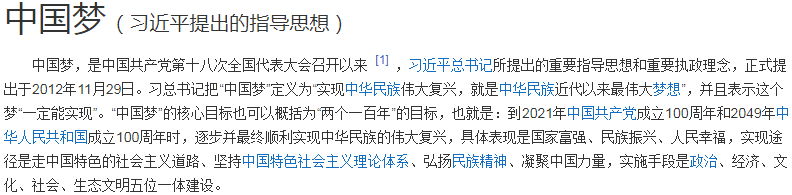 中国梦（习近平提出的指导思想）
中国梦，是中国共产党第十八次全国代表大会召开以来 [1] ，习近平总书记所提出的重要指导思想和重要执政理念，正式提
出于2012年11月29日。习总书记把“中国梦”定义为“实现中华民族伟大复兴，就是中华民族近代以来最伟大梦想”，并且表示这个
梦“一定能实现”。“中国梦”的核心目标也可以概括为“两个一百年”的目标，也就是：到2021年中国共产党成立100周年和2049年中
华人民共和国成立100周年时，逐步并最终顺利实现中华民族的伟大复兴，具体表现是国家富强、民族振兴、人民幸福，实现途
径是走中国特色的社会主义道路、坚持中国特色社会主义理论体系、弘扬民族精神、凝聚中国力量，实施手段是政治、经济、文
化、社会、生态文明五位一体建设。